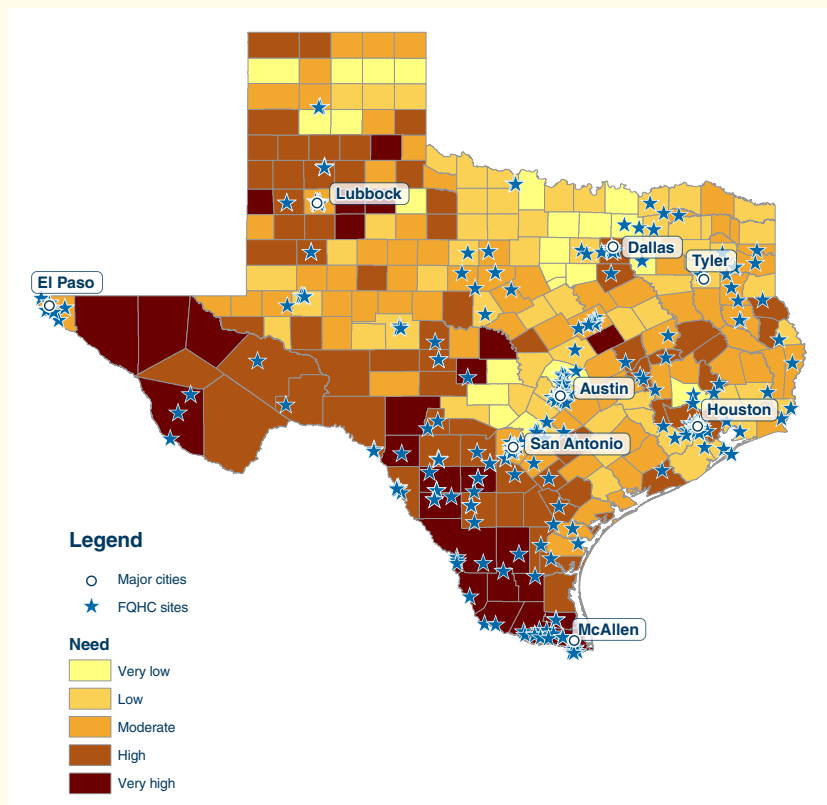 Lubbock
Dallas
Tyler
El Paso
Austin
Houston
San Antonio
Legend
Major cities
FQHC sites
McAllen
Need
Very low
Low
Moderate
High
Very high